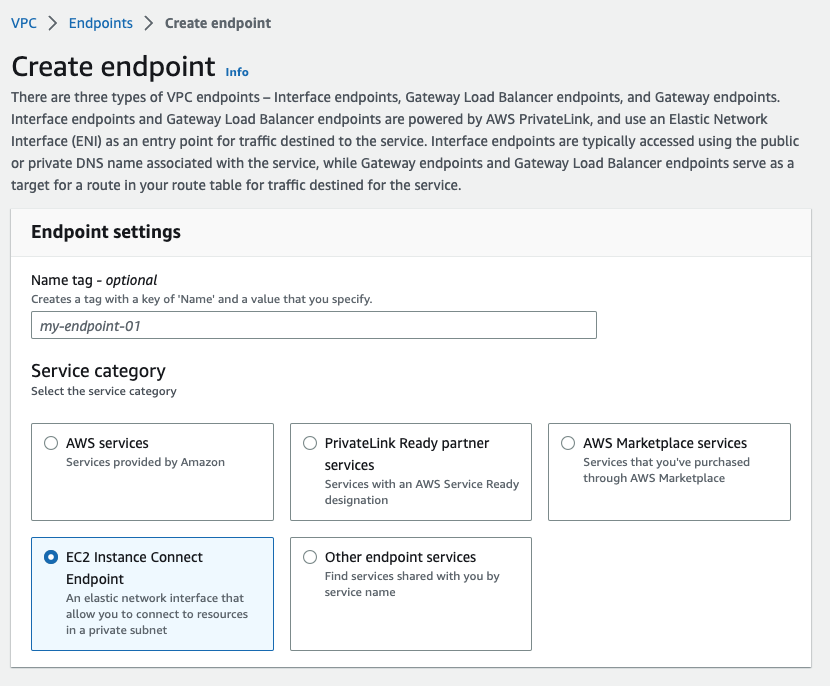 VPC > Endpoints > Create endpoint
Create endpoint Info
There are three types of VPC endpoints – Interface endpoints, Gateway Load Balancer endpoints, and Gateway endpoints.
Interface endpoints and Gateway Load Balancer endpoints are powered by AWS PrivateLink, and use an Elastic Network
Interface (ENI) as an entry point for traffic destined to the service. Interface endpoints are typically accessed using the public
or private DNS name associated with the service, while Gateway endpoints and Gateway Load Balancer endpoints serve as a
target for a route in your route table for traffic destined for the service.
Endpoint settings
Name tag - optional
Creates a tag with a key of 'Name' and a value that you specify.
my-endpoint-01
Service category
Select the service category
AWS services
Services provided by Amazon
PrivateLink Ready partner
services
Services with an AWS Service Ready
designation
AWS Marketplace services
Services that you've purchased
through AWS Marketplace
EC2 Instance Connect
Endpoint
An elastic network interface that
allow you to connect to resources
in a private subnet
Other endpoint services
Find services shared with you by
service name